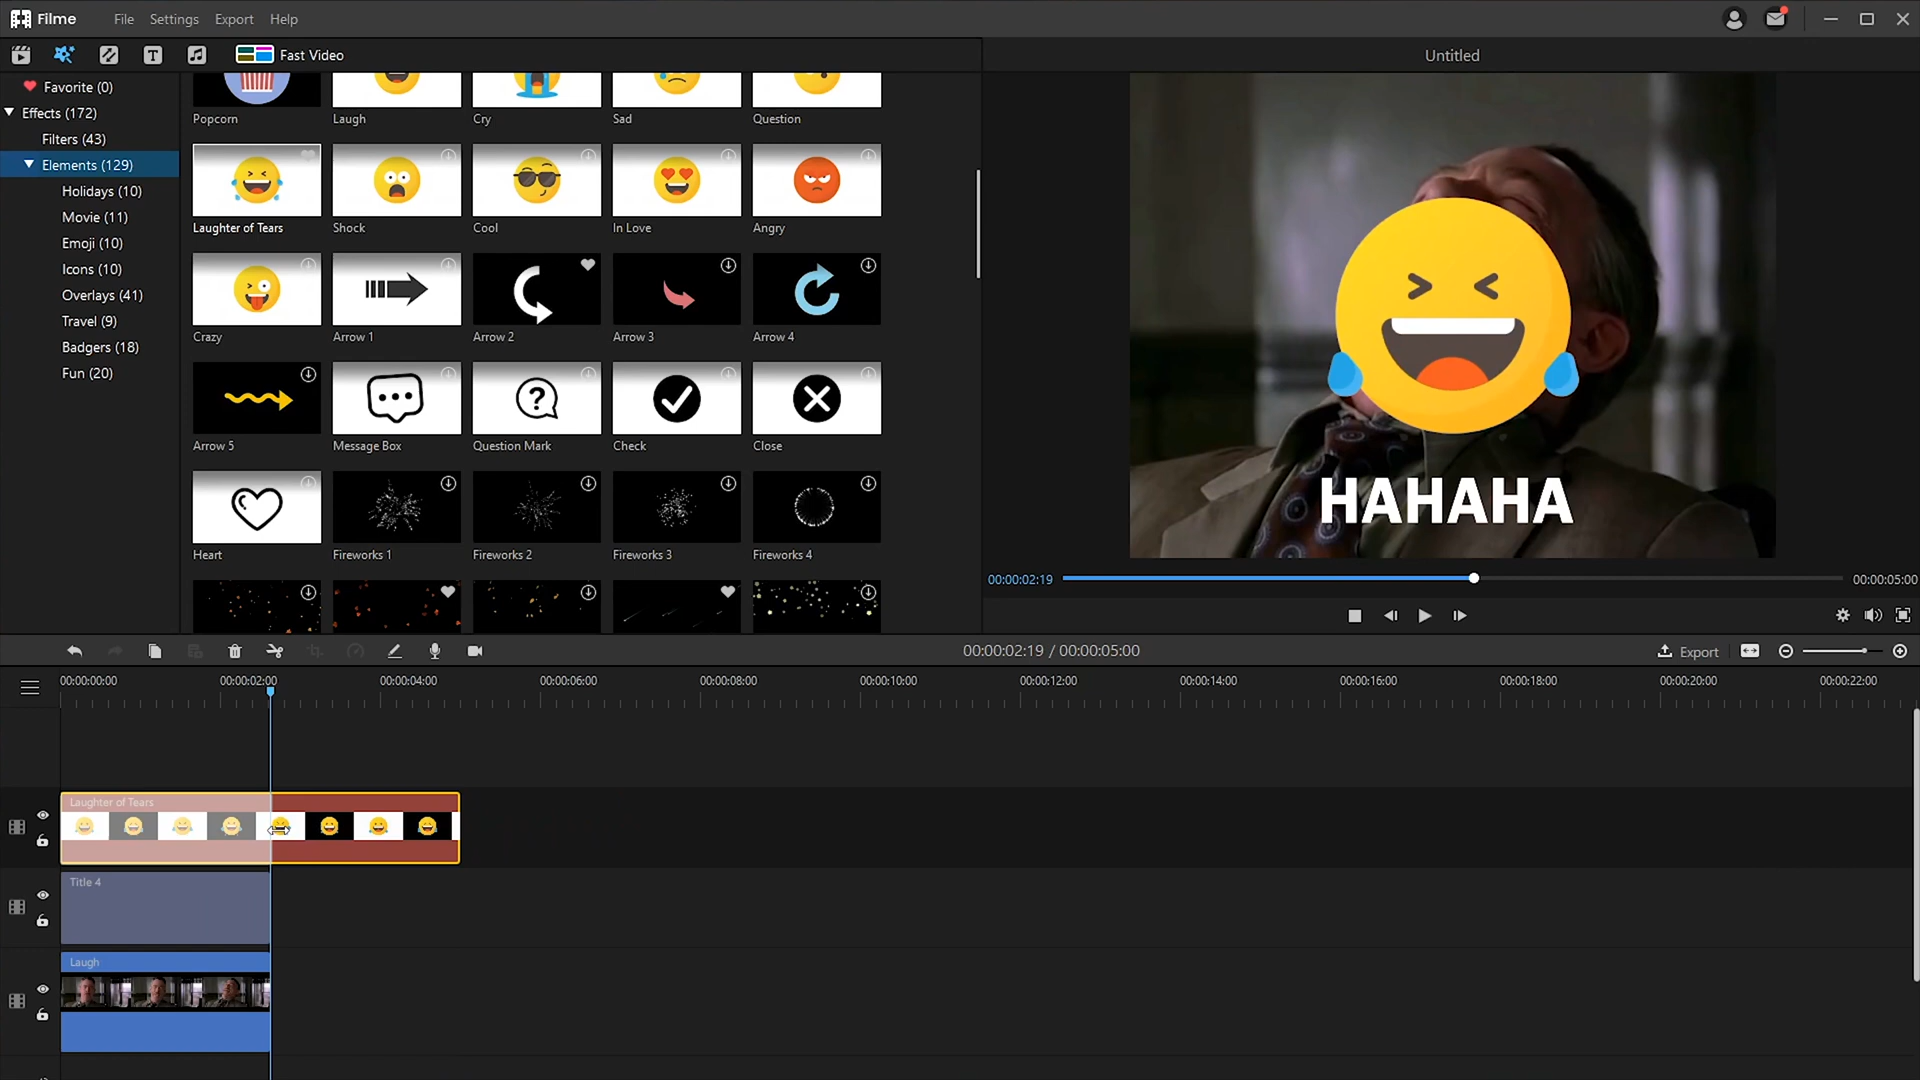 Filme
File Settings Export Help
Fast Video
Untitled
Favorite (0)
Effects (172)
Filters (43)
Elements (129)
Holidays (10)
Movie (11)
Emoji (10)
Icons (10)
Overlays (41)
Travel (9)
Badgers (18)
Fun (20)
Popcorn Laugh Cry Sad Question
Laughter of Tears Shock Cool In Love Angry
Crazy Arrow 1 Arrow 2 Arrow 3 Arrow 4
Arrow 5 Message Box Question Mark Check Close
Heart Fireworks 1 Fireworks 2 Fireworks 3 Fireworks 4
HAHAHA
00:00:02:19 00:00:05:00
00:00:02:19 / 00:00:05:00
Export
00:00:00:00 00:00:02:00 00:00:04:00 00:00:06:00 00:00:08:00 00:00:10:00 00:00:12:00 00:00:14:00 00:00:16:00 00:00:18:00 00:00:20:00 00:00:22:00
Laughter of Tears
Title 4
Laugh